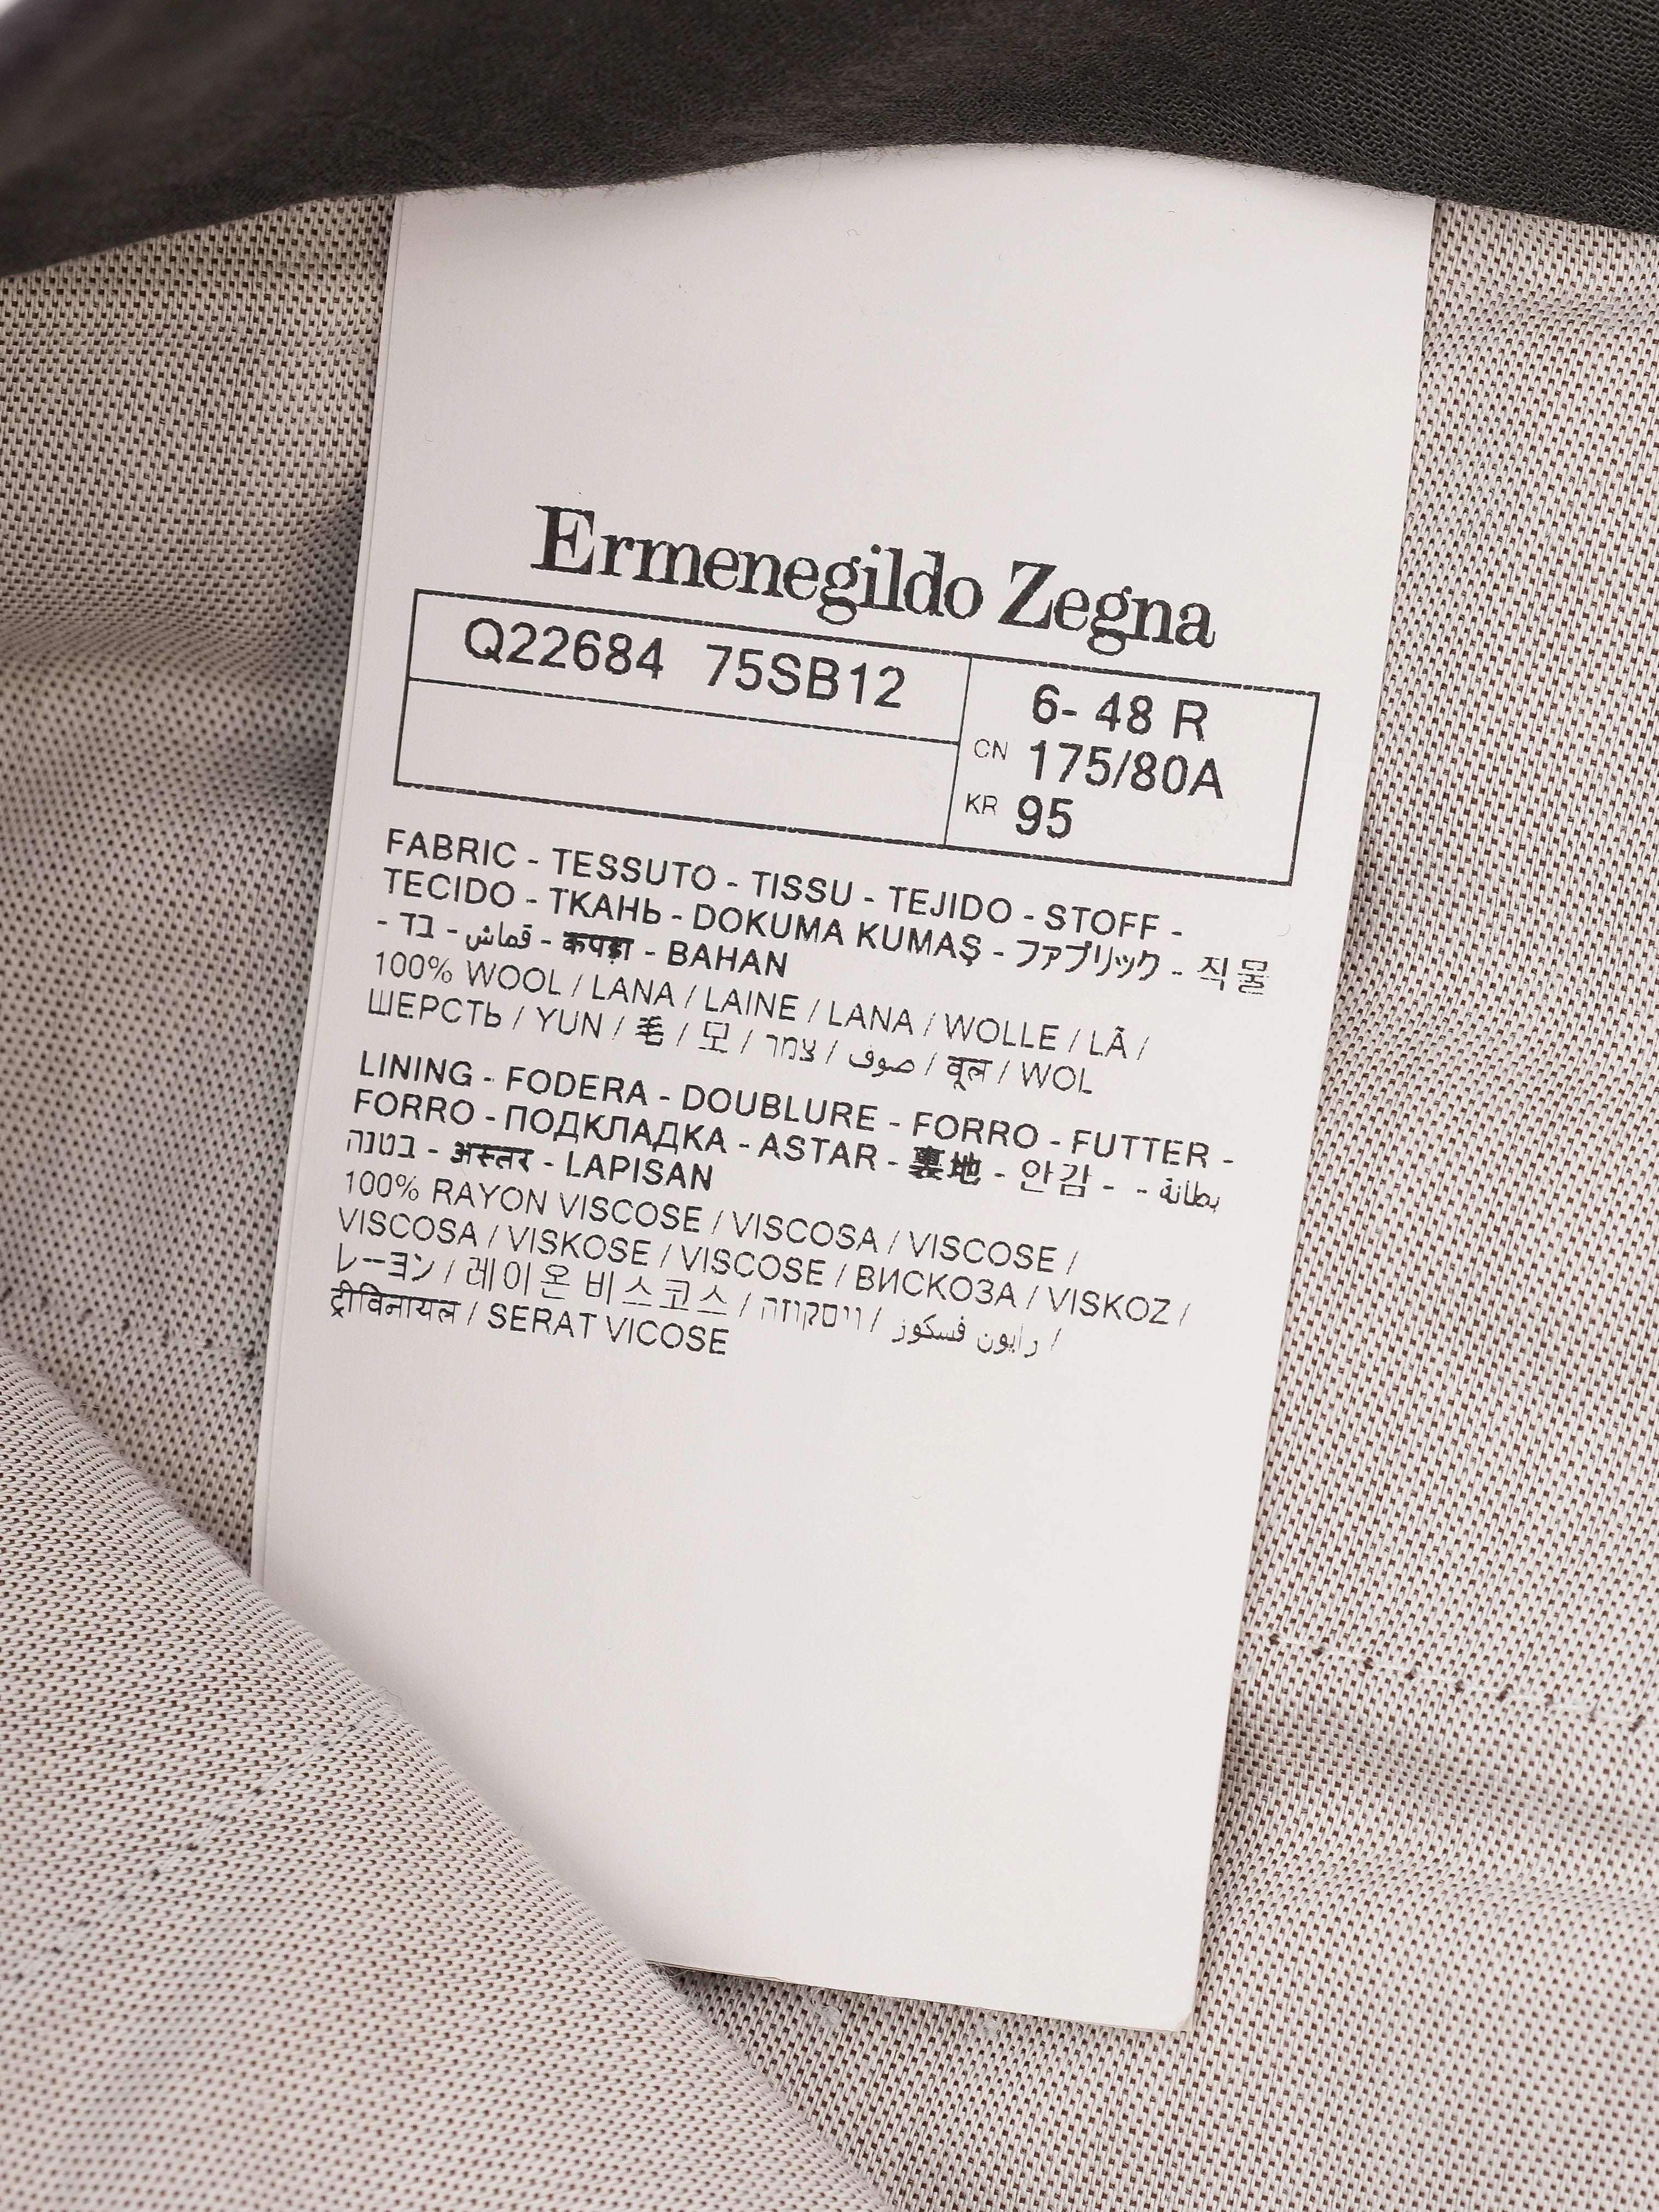 Ermenegildo Zegna
Q22684 75SB12
6- 48 R
CN 175/80A
KR 95
FABRIC - TESSUTO - TISSU - TEJIDO - STOFF -
TECIDO - ТКАНЬ - DOKUMA KUMAŞ - ファブリック - 직물
- בד - قماش - कपड़ा - BAHAN
100% WOOL / LANA / LAINE / LANA / WOLLE / LÃ /
ШЕРСТЬ / YUN / 毛 / 모 / צמר / صوف / वूल / WOL
LINING - FODERA - DOUBLURE - FORRO - FUTTER -
FORRO - ПОДКЛАДКА - ASTAR - 裏地 - 안감 - - بطانة
בטנה - अस्तर - LAPISAN
100% RAYON VISCOSE / VISCOSA / VISCOSE /
VISCOSA / VISKOSE / VISCOSE / ВИСКОЗА / VISKOZ /
レーヨン / 레이온 비스코스 / ויסקוזה / رايون فسكوز /
ट्रीविनायल / SERAT VICOSE